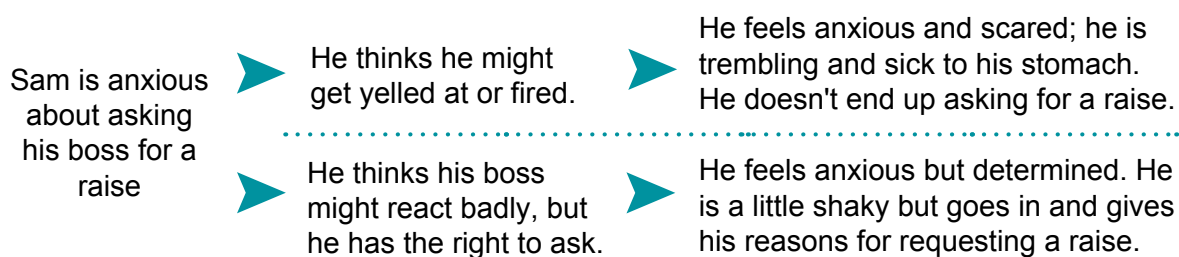 Sam is anxious
about asking
his boss for a
raise
He thinks he might
get yelled at or fired.
He feels anxious and scared; he is
trembling and sick to his stomach.
He doesn't end up asking for a raise.
He thinks his boss
might react badly, but
he has the right to ask.
He feels anxious but determined. He
is a little shaky but goes in and gives
his reasons for requesting a raise.